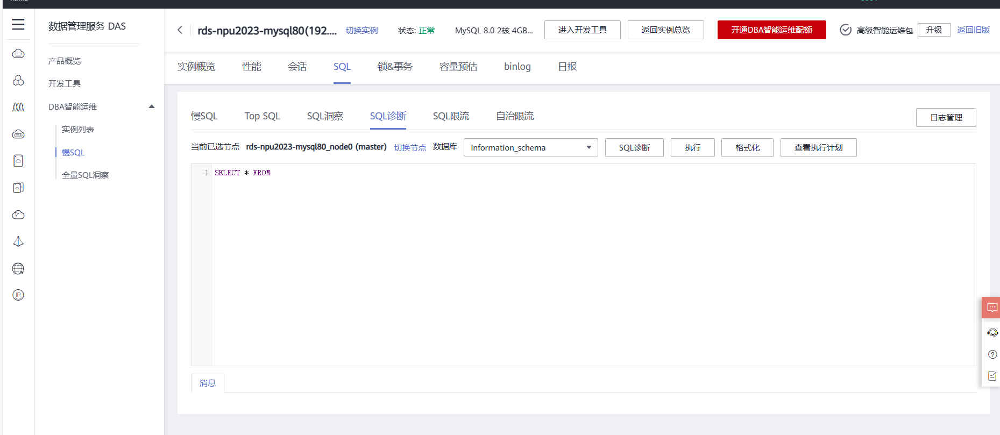 数据管理服务 DAS
产品概览
开发工具
DBA智能运维
实例列表
慢SQL
全量SQL洞察
rds-npu2023-mysql80(192.... 切换实例 状态: 正常 MySQL 8.0 2核 4GB... 进入开发工具 返回实例总览 开通DBA智能运维配额 高级智能运维包 升级 返回旧版
实例概览 性能 会话 SQL 锁&事务 容量预估 binlog 日报
慢SQL Top SQL SQL洞察 SQL诊断 SQL限流 自治限流 日志管理
当前已选节点 rds-npu2023-mysql80_node0 (master) 切换节点 数据库 information_schema SQL诊断 执行 格式化 查看执行计划
1 SELECT * FROM
消息
IP